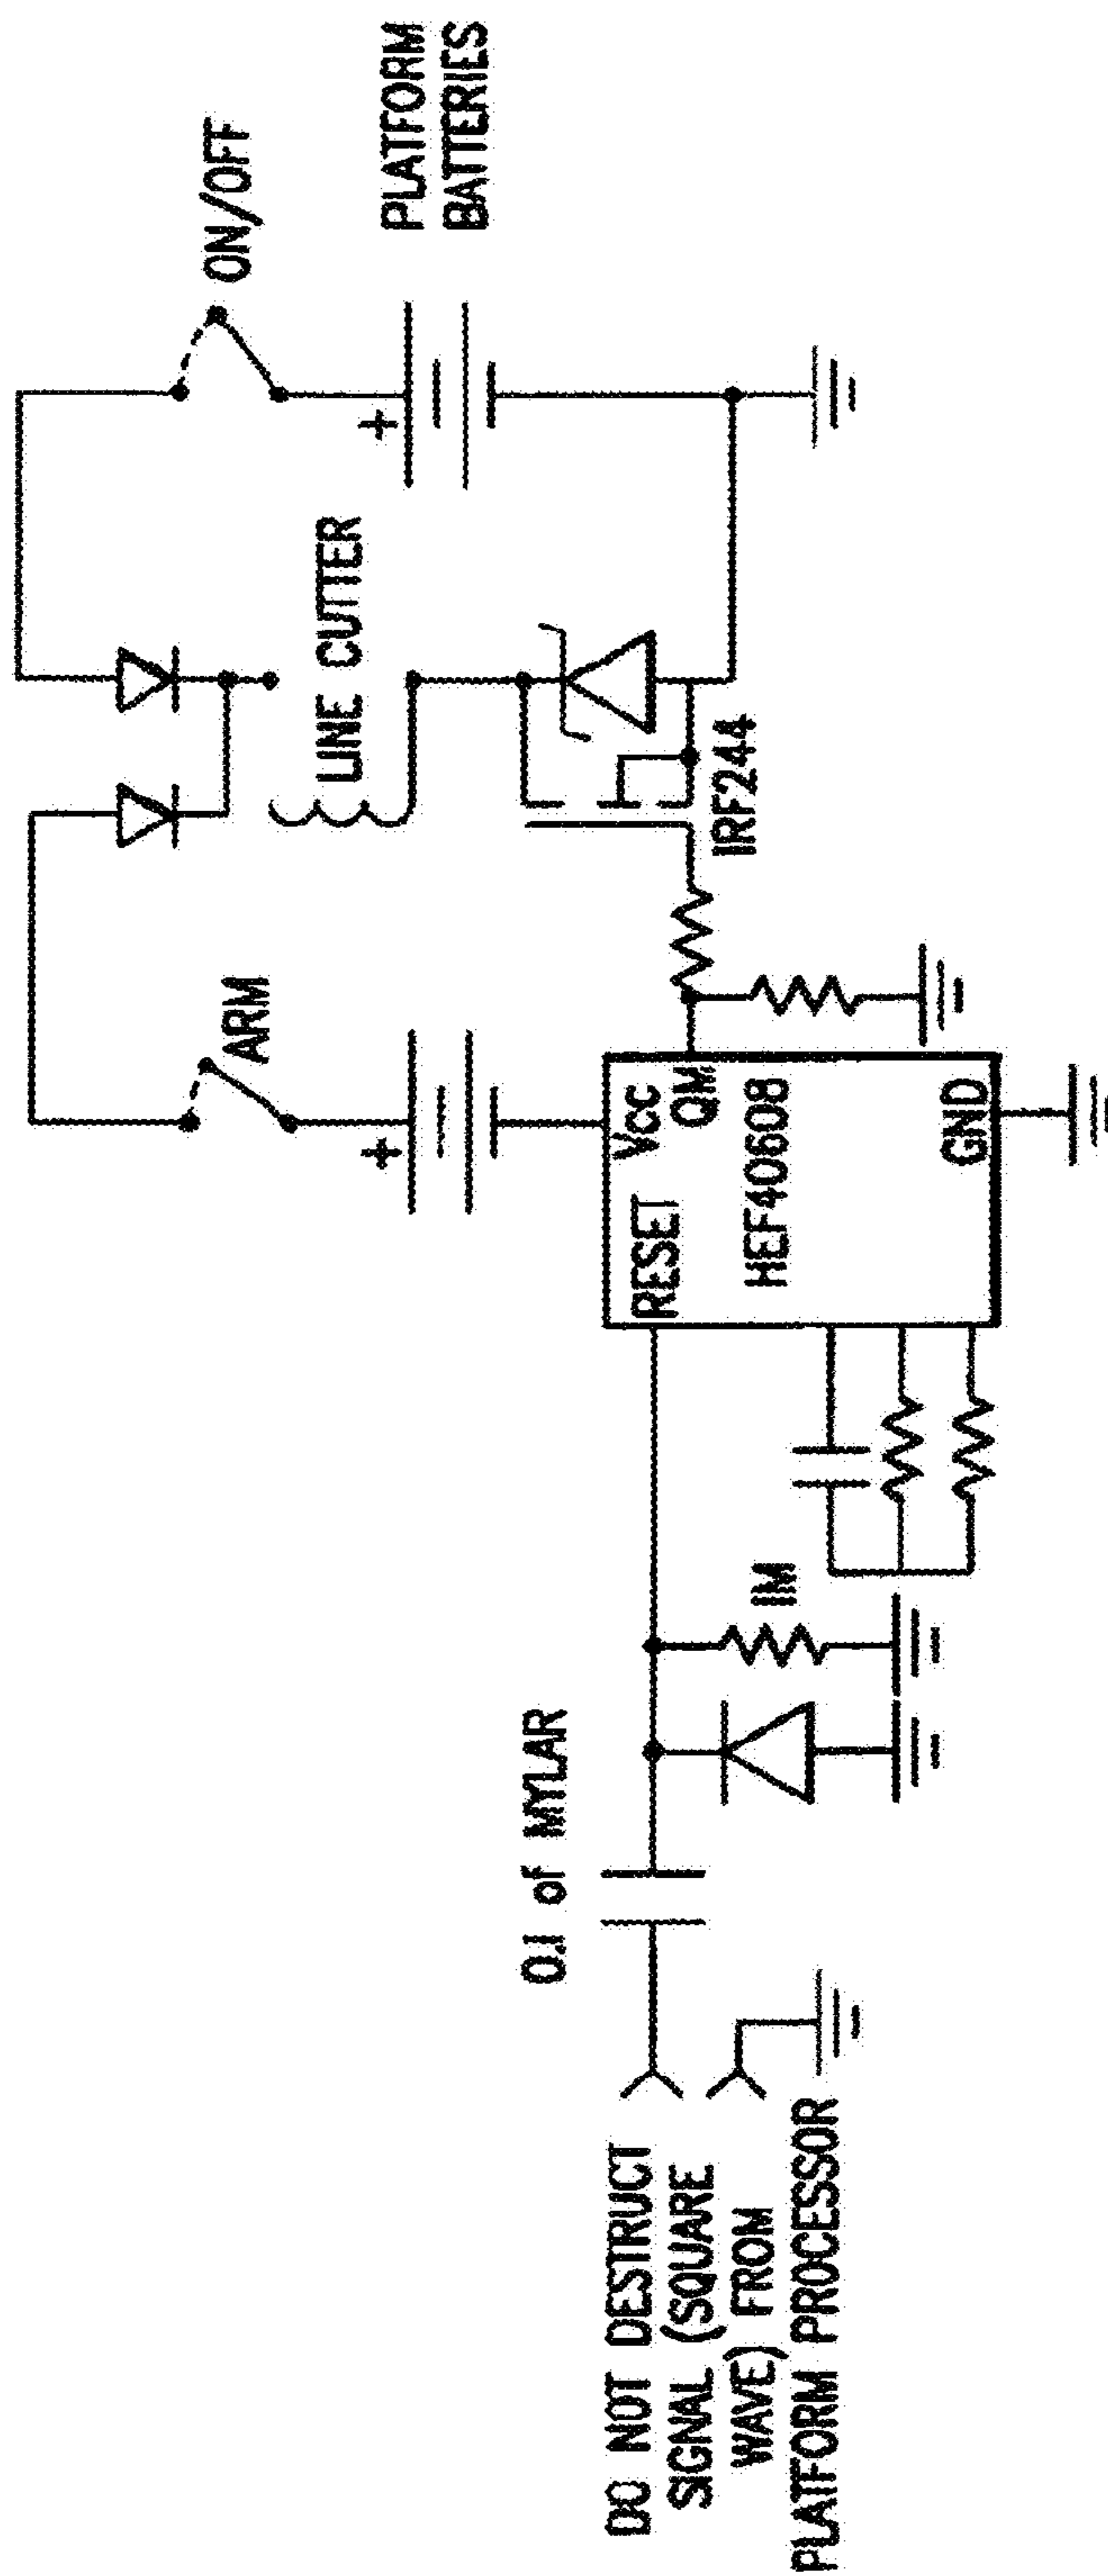 DO NOT DESTRUCT
SIGNAL (SQUARE
WAVE) FROM
PLATFORM PROCESSOR
0.1 of MYLAR
1M
RESET
Vcc
QM
HEF40608
GND
ARM
IRF244
LINE CUTTER
ON/OFF
+
+
PLATFORM
BATTERIES